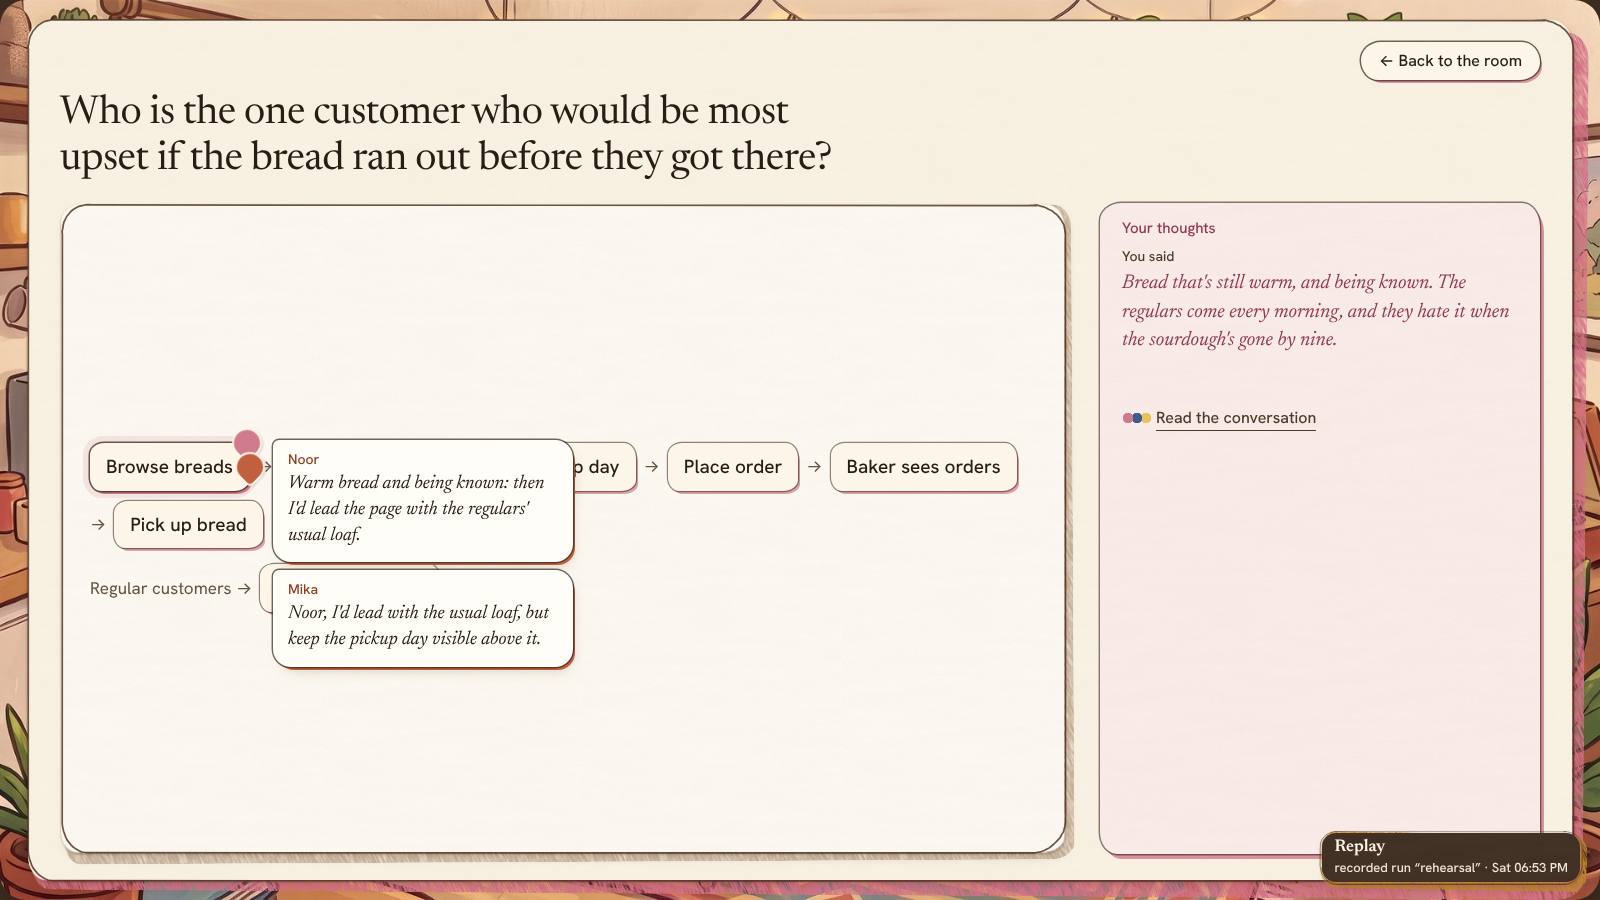 ← Back to the room
Who is the one customer who would be most
upset if the bread ran out before they got there?
Browse breads →
p day → Place order → Baker sees orders
→ Pick up bread
Regular customers →
Noor
Warm bread and being known: then
I'd lead the page with the regulars'
usual loaf.
Mika
Noor, I'd lead with the usual loaf, but
keep the pickup day visible above it.
Your thoughts
You said
Bread that's still warm, and being known. The
regulars come every morning, and they hate it when
the sourdough's gone by nine.
Read the conversation
Replay
recorded run “rehearsal” · Sat 06:53 PM